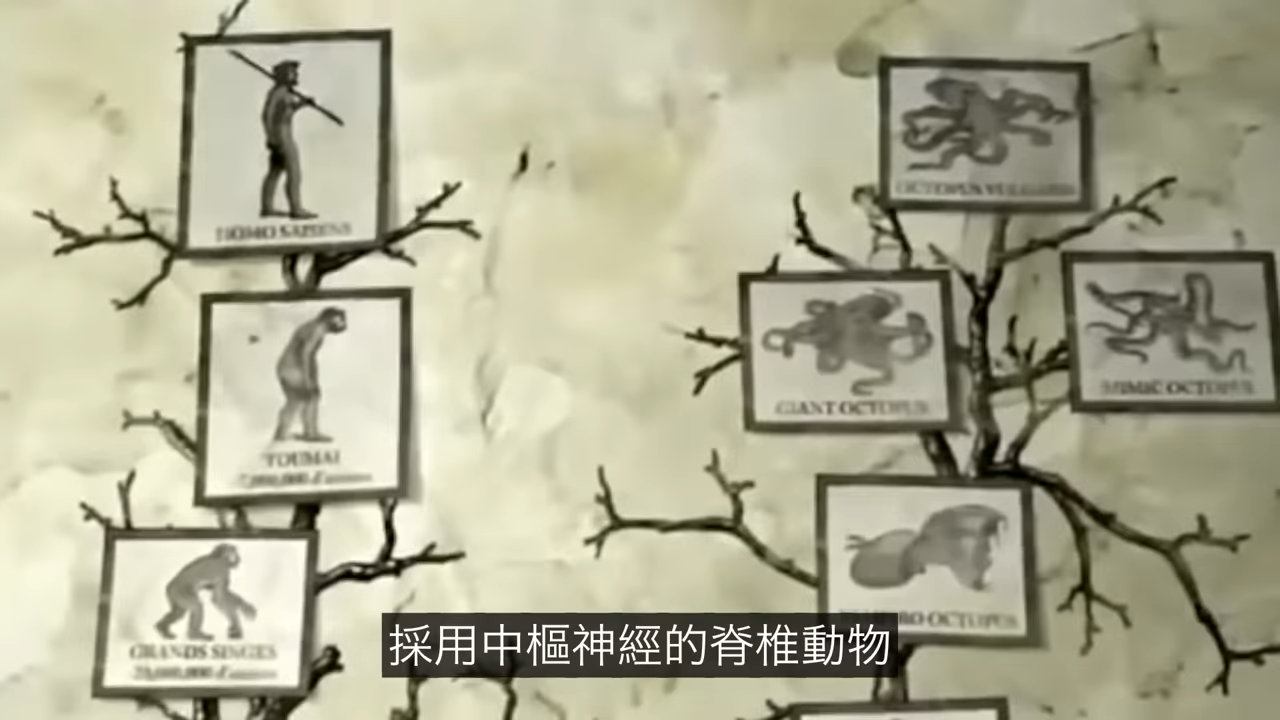 HOMO SAPIENS
OCTOPUS VULGARIS
TOUMAI
GIANT OCTOPUS
MIMIC OCTOPUS
GRANDS SINGES
採用中樞神經的脊椎動物